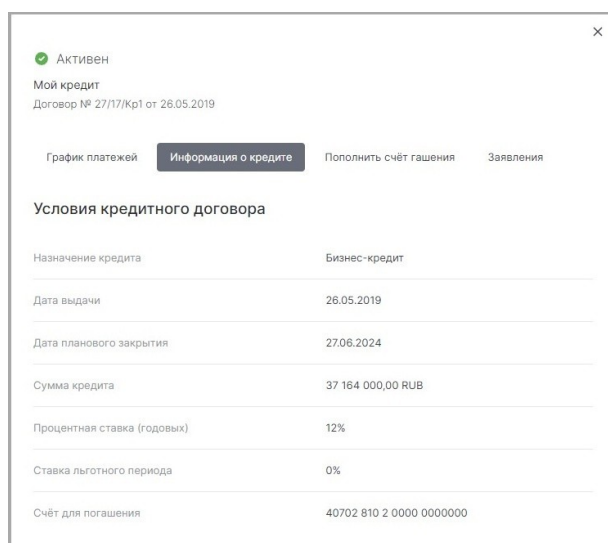 Активен
Мой кредит
Договор № 27/17/Кр1 от 26.05.2019
График платежей Информация о кредите Пополнить счёт гашения Заявления
Условия кредитного договора
Назначение кредита Бизнес-кредит
Дата выдачи 26.05.2019
Дата планового закрытия 27.06.2024
Сумма кредита 37 164 000,00 RUB
Процентная ставка (годовых) 12%
Ставка льготного периода 0%
Счёт для погашения 40702 810 2 0000 0000000